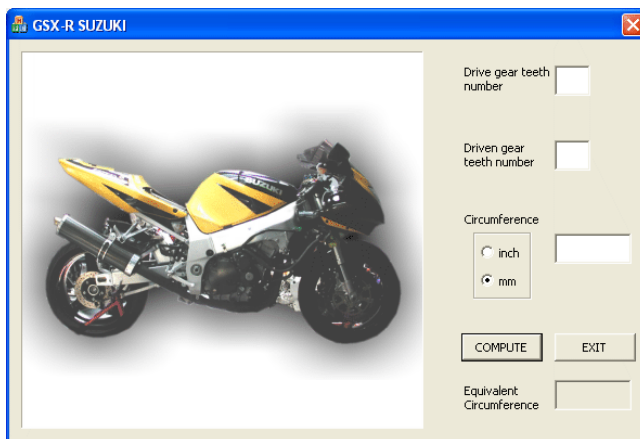 GSX-R SUZUKI
Drive gear teeth
number
SUZUKI
Driven gear
teeth number
Circumference
inch
mm
COMPUTE
EXIT
Equivalent
Circumference